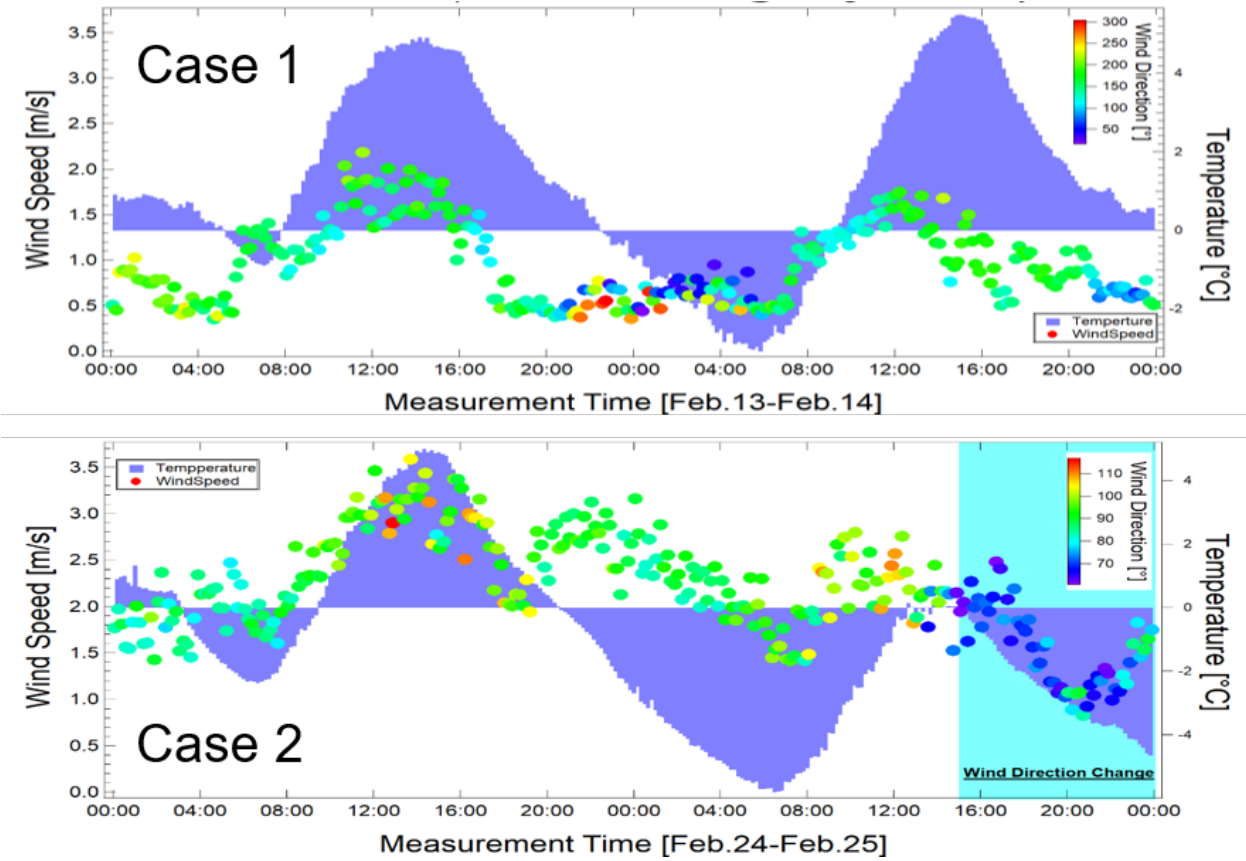 Case 1
Wind Speed [m/s]
3.5
3.0
2.5
2.0
1.5
1.0
0.5
0.0
300
250
200
150
100
50
Wind Direction [°]
4
2
0
-2
Temperature [°C]
Temperture
WindSpeed
00:00 04:00 08:00 12:00 16:00 20:00 00:00 04:00 08:00 12:00 16:00 20:00 00:00
Measurement Time [Feb.13-Feb.14]
Tempperature
WindSpeed
Wind Speed [m/s]
3.5
3.0
2.5
2.0
1.5
1.0
0.5
0.0
110
100
90
80
70
Wind Direction [°]
4
2
0
-2
-4
Temperature [°C]
Case 2
Wind Direction Change
00:00 04:00 08:00 12:00 16:00 20:00 00:00 04:00 08:00 12:00 16:00 20:00 00:00
Measurement Time [Feb.24-Feb.25]